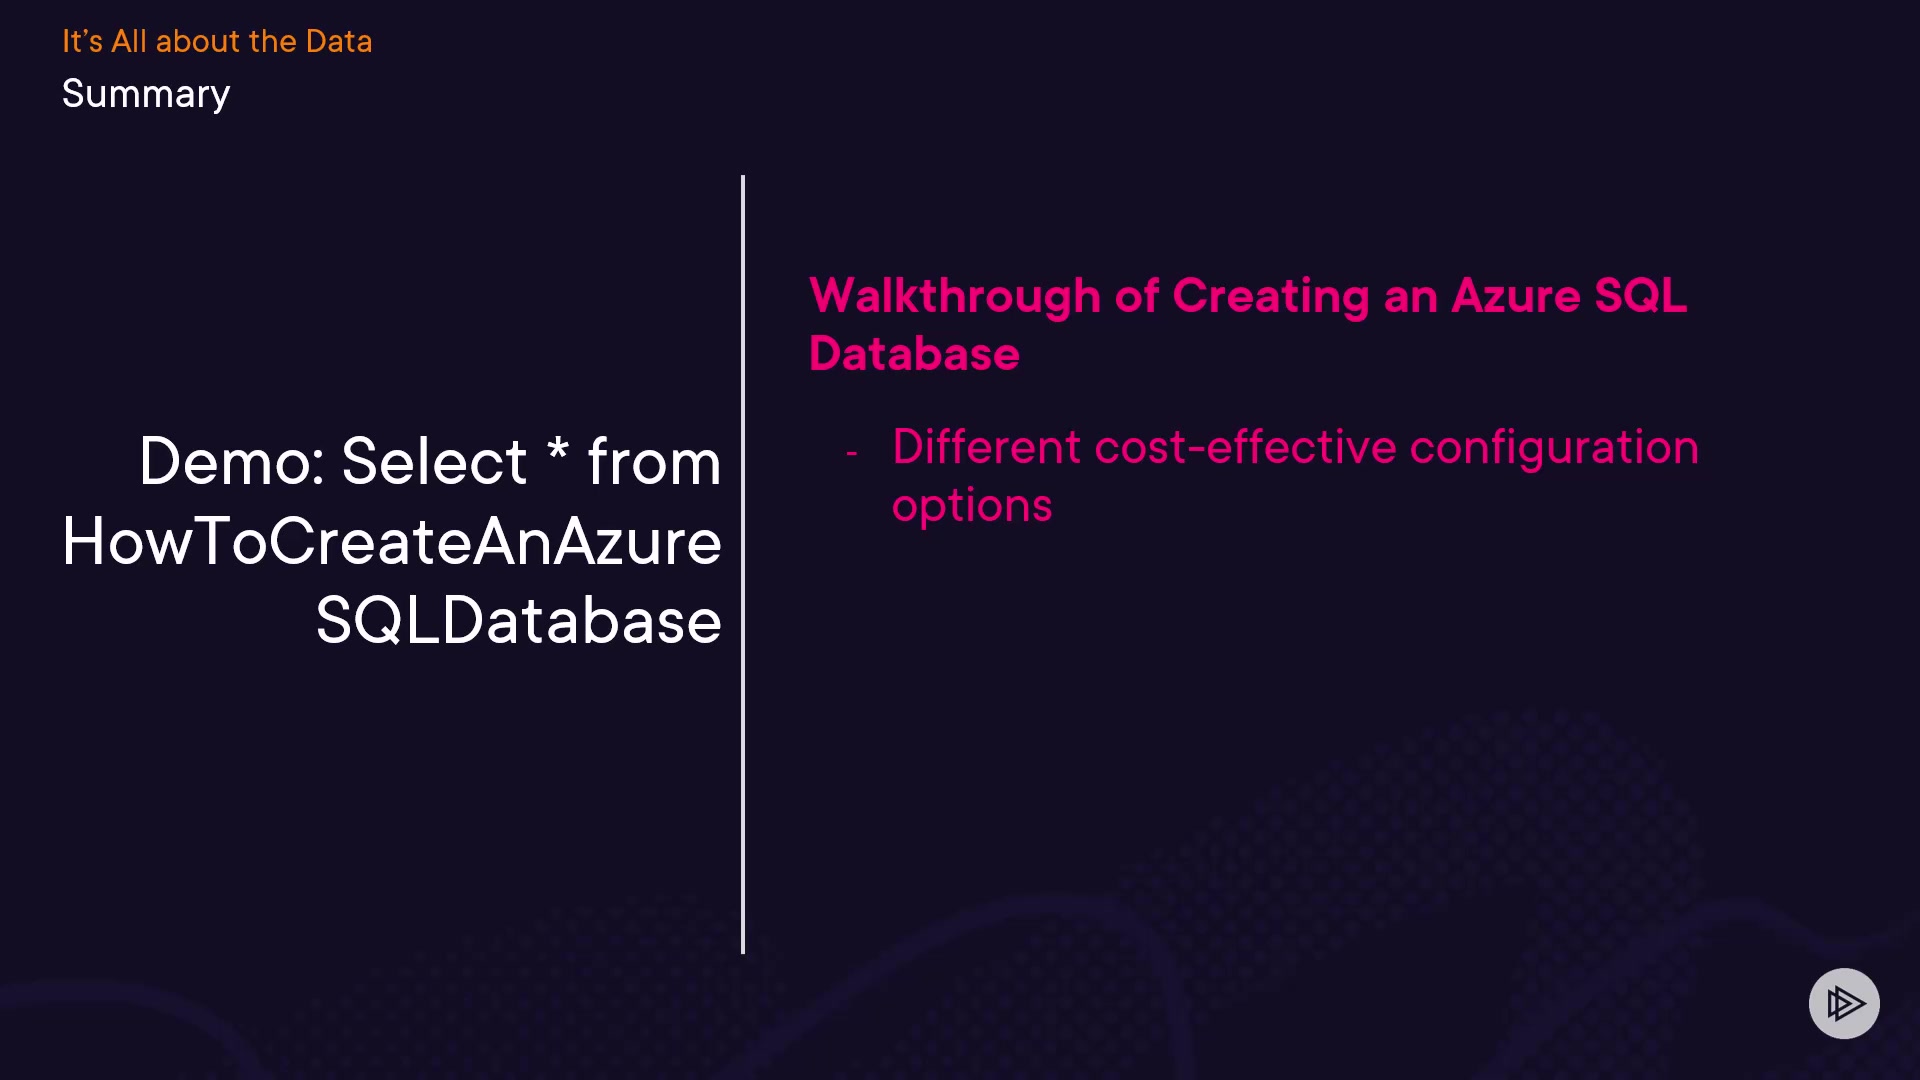 It’s All about the Data
Summary
Demo: Select * from
HowToCreateAnAzure
SQLDatabase
Walkthrough of Creating an Azure SQL
Database
- Different cost-effective configuration
options